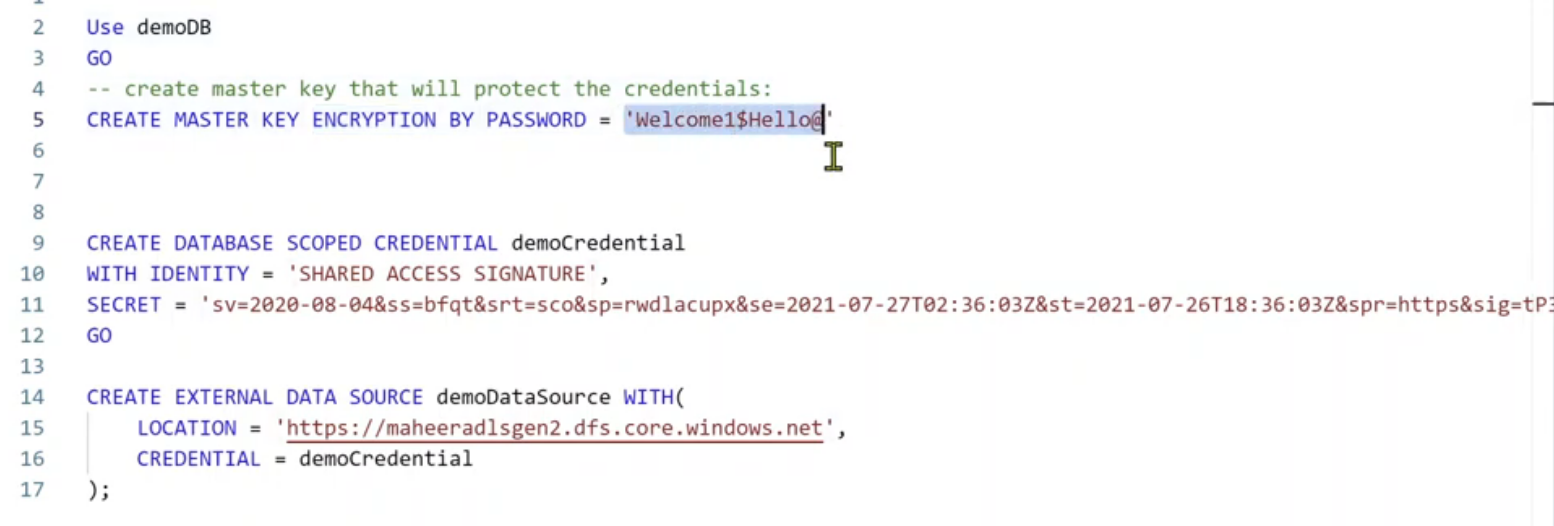 2 Use demoDB
3 GO
4 -- create master key that will protect the credentials:
5 CREATE MASTER KEY ENCRYPTION BY PASSWORD = 'Welcome1$Hello@'
6
7
8
9 CREATE DATABASE SCOPED CREDENTIAL demoCredential
10 WITH IDENTITY = 'SHARED ACCESS SIGNATURE',
11 SECRET = 'sv=2020-08-04&ss=bfqt&srt=sco&sp=rwdlacupx&se=2021-07-27T02:36:03Z&st=2021-07-26T18:36:03Z&spr=https&sig=tP3
12 GO
13
14 CREATE EXTERNAL DATA SOURCE demoDataSource WITH(
15 LOCATION = 'https://maheeradlsgen2.dfs.core.windows.net',
16 CREDENTIAL = demoCredential
17 );